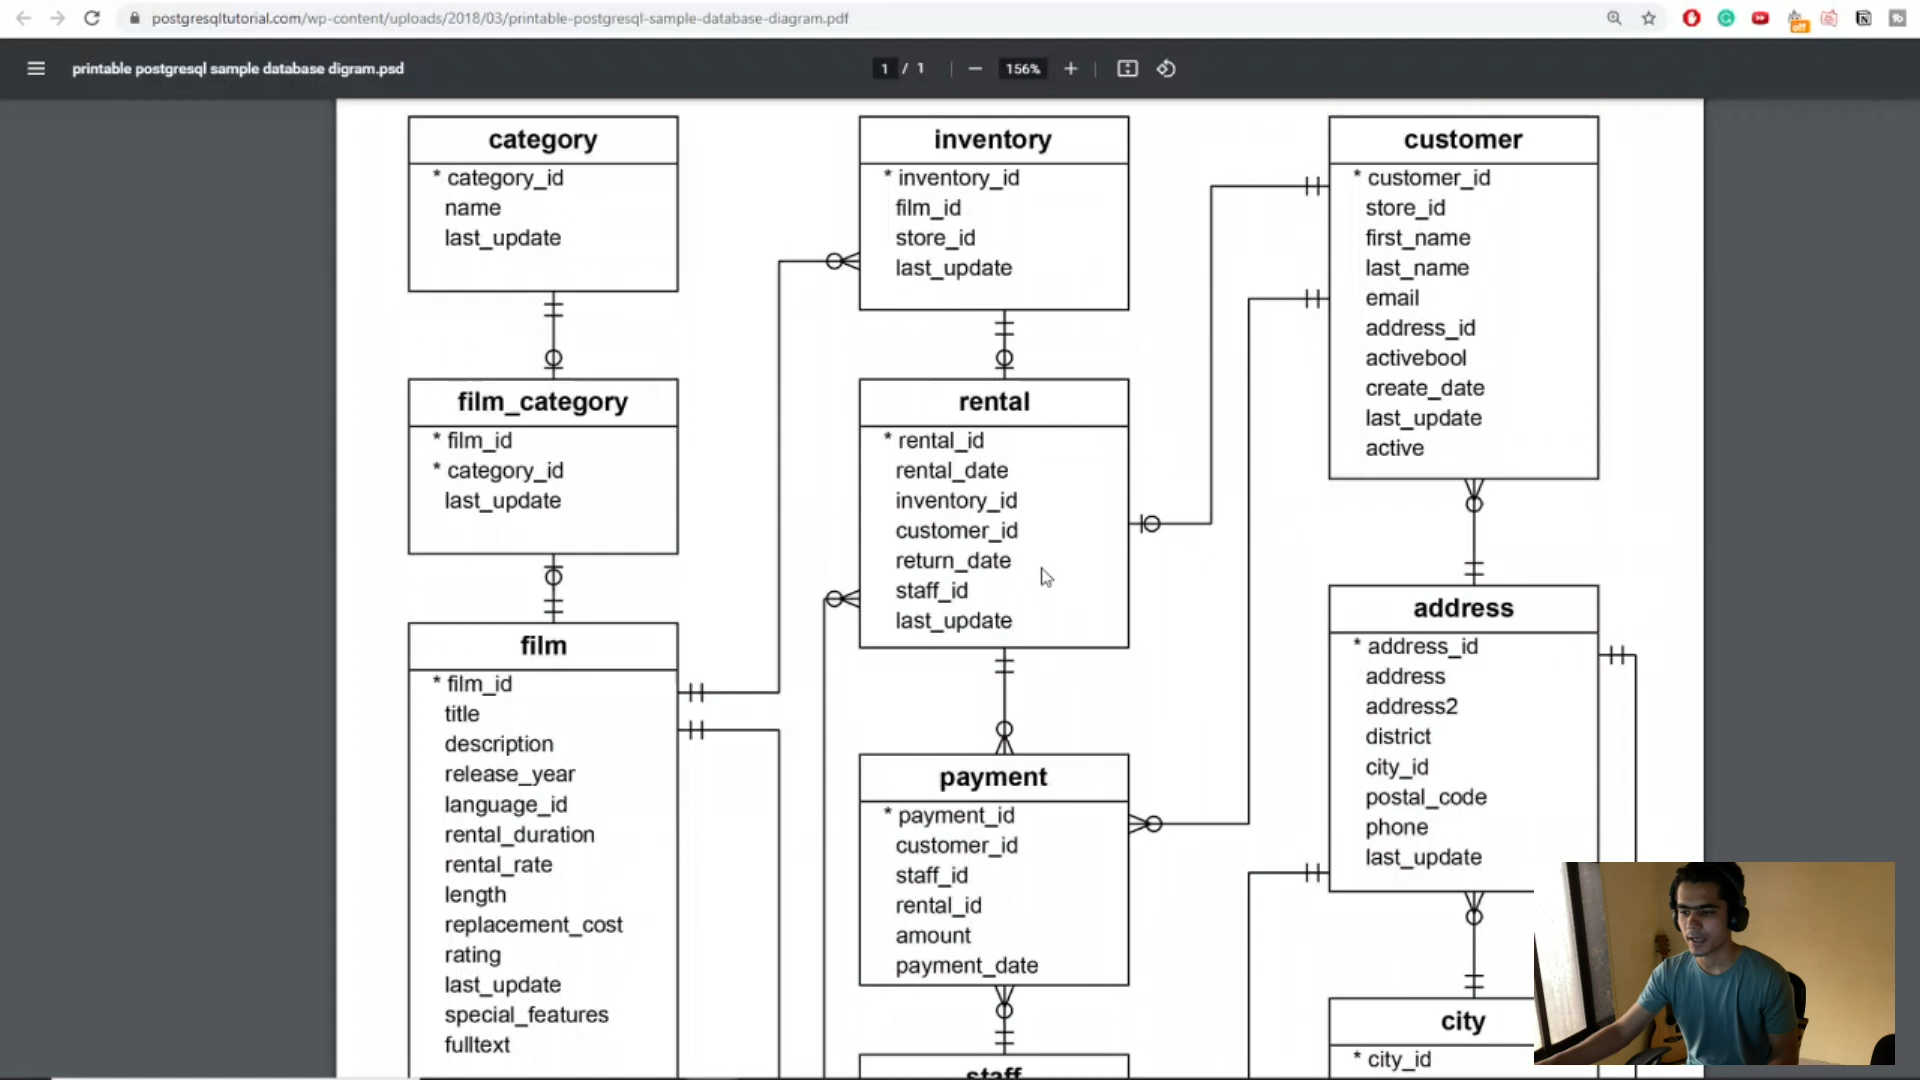 postgresqltutorial.com/wp-content/uploads/2018/03/printable-postgresql-sample-database-diagram.pdf
off
printable postgresql sample database digram.psd
1 / 1
156%
category
* category_id
name
last_update
film_category
* film_id
* category_id
last_update
film
* film_id
title
description
release_year
language_id
rental_duration
rental_rate
length
replacement_cost
rating
last_update
special_features
fulltext
inventory
* inventory_id
film_id
store_id
last_update
rental
* rental_id
rental_date
inventory_id
customer_id
return_date
staff_id
last_update
payment
* payment_id
customer_id
staff_id
rental_id
amount
payment_date
staff
customer
* customer_id
store_id
first_name
last_name
email
address_id
activebool
create_date
last_update
active
address
* address_id
address
address2
district
city_id
postal_code
phone
last_update
city
* city_id